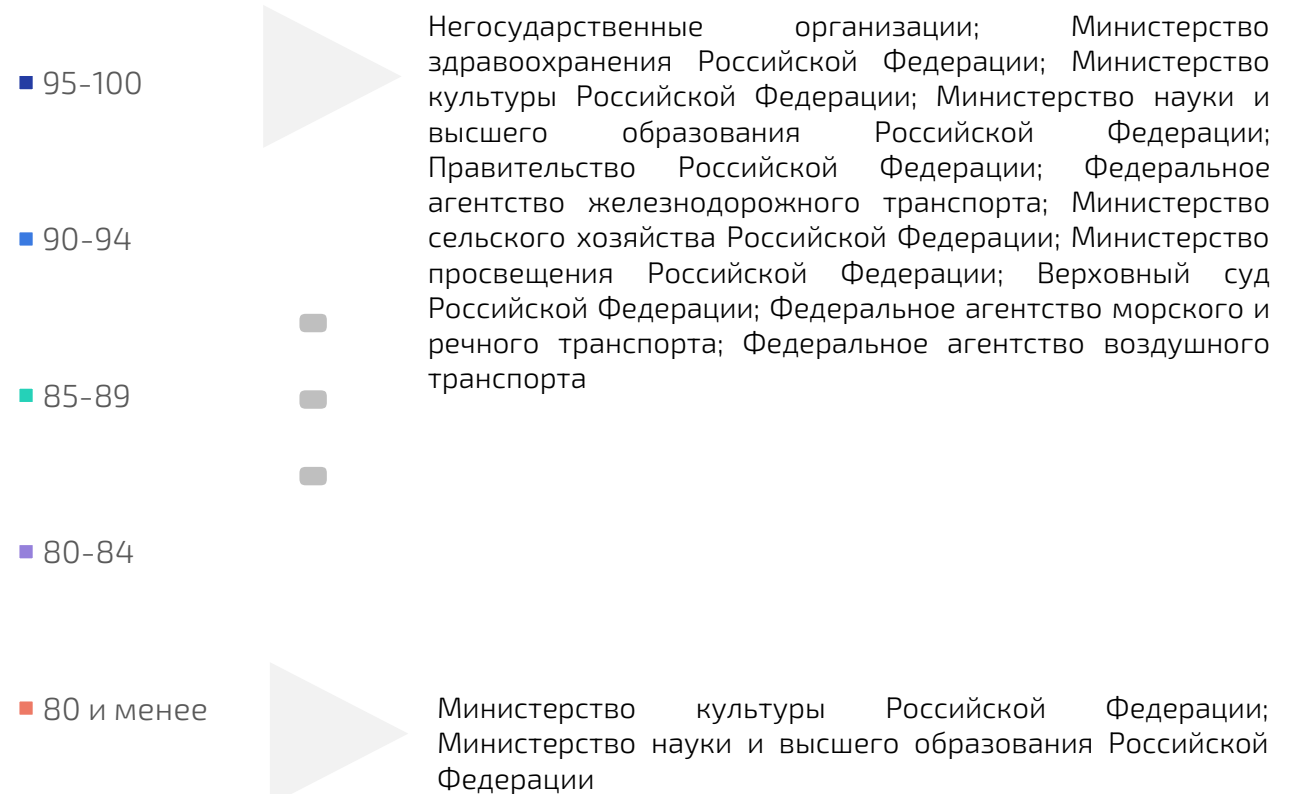 95-100
Негосударственные организации; Министерство
здравоохранения Российской Федерации; Министерство
культуры Российской Федерации; Министерство науки и
высшего образования Российской Федерации;
Правительство Российской Федерации; Федеральное
агентство железнодорожного транспорта; Министерство
сельского хозяйства Российской Федерации; Министерство
просвещения Российской Федерации; Верховный суд
Российской Федерации; Федеральное агентство морского и
речного транспорта; Федеральное агентство воздушного
транспорта
90-94
85-89
80-84
80 и менее
Министерство культуры Российской Федерации;
Министерство науки и высшего образования Российской
Федерации